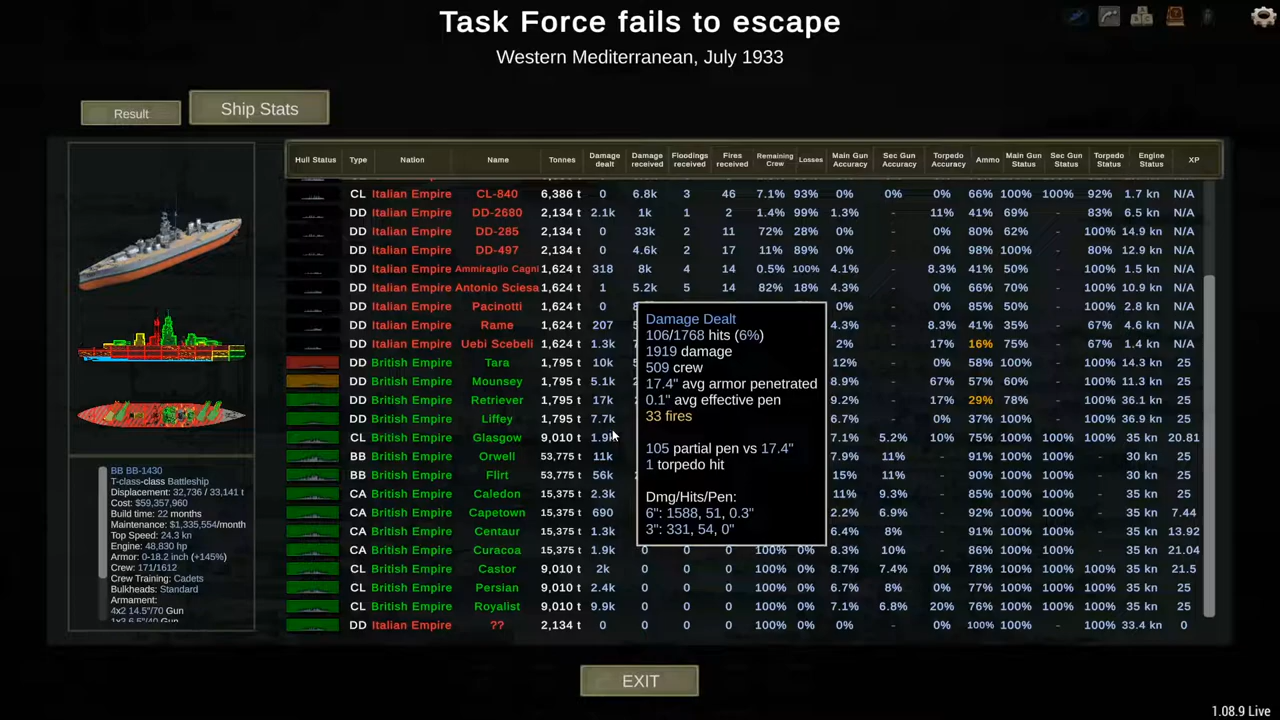 Task Force fails to escape
Western Mediterranean, July 1933
Result
Ship Stats
Hull Status Type Nation Name Tonnes Damage dealt Damage received Floodings received Fires received Remaining Crew Losses Main Gun Accuracy Sec Gun Accuracy Torpedo Accuracy Ammo Main Gun Status Sec Gun Status Torpedo Status Engine Status XP
CL Italian Empire CL-840 6,386 t 0 6.8k 3 46 7.1% 93% 0% 0% 0% 66% 100% 100% 92% 1.7 kn N/A
DD Italian Empire DD-2680 2,134 t 2.1k 1k 1 2 1.4% 99% 1.3% - 11% 41% 69% - 83% 6.5 kn N/A
DD Italian Empire DD-285 2,134 t 0 33k 2 11 72% 28% 0% - 0% 80% 62% - 100% 14.9 kn N/A
DD Italian Empire DD-497 2,134 t 0 4.6k 2 17 11% 89% 0% - 0% 98% 100% - 100% 12.9 kn N/A
DD Italian Empire Ammiraglio Cagni 1,624 t 318 8k 4 14 0.5% 100% 4.1% - 8.3% 41% 50% - 100% 1.5 kn N/A
DD Italian Empire Antonio Sciesa 1,624 t 1 5.2k 5 14 82% 18% 4.3% - 0% 66% 70% - 100% 10.9 kn N/A
DD Italian Empire Pacinotti 1,624 t 0 0% - 0% 85% 50% - 100% 2.8 kn N/A
DD Italian Empire Rame 1,624 t 207 4.3% - 8.3% 41% 35% - 67% 4.6 kn N/A
DD Italian Empire Uebi Scebeli 1,624 t 1.3k 2% - 17% 16% 75% - 67% 1.4 kn N/A
DD British Empire Tara 1,795 t 10k 12% - 0% 58% 100% - 100% 14.3 kn 25
DD British Empire Mounsey 1,795 t 5.1k 8.9% - 67% 57% 60% - 100% 11.3 kn 25
DD British Empire Retriever 1,795 t 17k 9.2% - 17% 29% 78% - 100% 36.1 kn 25
DD British Empire Liffey 1,795 t 7.7k 6.7% - 0% 37% 100% - 100% 36.9 kn 25
CL British Empire Glasgow 9,010 t 1.9k 7.1% 5.2% 10% 75% 100% 100% 100% 35 kn 20.81
BB British Empire Orwell 53,775 t 11k 7.9% 11% - 91% 100% 100% - 30 kn 25
BB British Empire Flirt 53,775 t 56k 15% 11% - 90% 100% 100% - 30 kn 25
CA British Empire Caledon 15,375 t 2.3k 11% 9.3% - 85% 100% 100% - 35 kn 25
CA British Empire Capetown 15,375 t 690 2.2% 6.9% - 92% 100% 100% - 35 kn 7.44
CA British Empire Centaur 15,375 t 1.3k 6.4% 8% - 91% 100% 100% - 35 kn 13.92
CA British Empire Curacoa 15,375 t 1.9k 0 0 0 100% 0% 8.3% 10% - 86% 100% 100% - 35 kn 21.04
CL British Empire Castor 9,010 t 2k 0 0 0 100% 0% 8.7% 7.4% 0% 78% 100% 100% 100% 35 kn 21.5
CL British Empire Persian 9,010 t 2.4k 0 0 0 100% 0% 6.7% 8% 0% 77% 100% 100% 100% 35 kn 25
CL British Empire Royalist 9,010 t 9.9k 0 0 0 100% 0% 7.1% 6.8% 20% 76% 100% 100% 100% 35 kn 25
DD Italian Empire ?? 2,134 t 0 0 0 0 100% 0% 0% - 0% 100% 100% - 100% 33.4 kn 0
Damage Dealt
106/1768 hits (6%)
1919 damage
509 crew
17.4" avg armor penetrated
0.1" avg effective pen
33 fires
105 partial pen vs 17.4"
1 torpedo hit
Dmg/Hits/Pen:
6": 1588, 51, 0.3"
3": 331, 54, 0"
BB BB-1430
T-class-class Battleship
Displacement: 32,736 / 33,141 t
Cost: $59,357,960
Build time: 22 months
Maintenance: $1,335,554/month
Top Speed: 24.3 kn
Engine: 48,830 hp
Armor: 0-18.2 inch (+145%)
Crew: 171/1612
Crew Training: Cadets
Bulkheads: Standard
Armament:
4x2 14.5"/70 Gun
1x3 6.5"/40 Gun
EXIT
1.08.9 Live